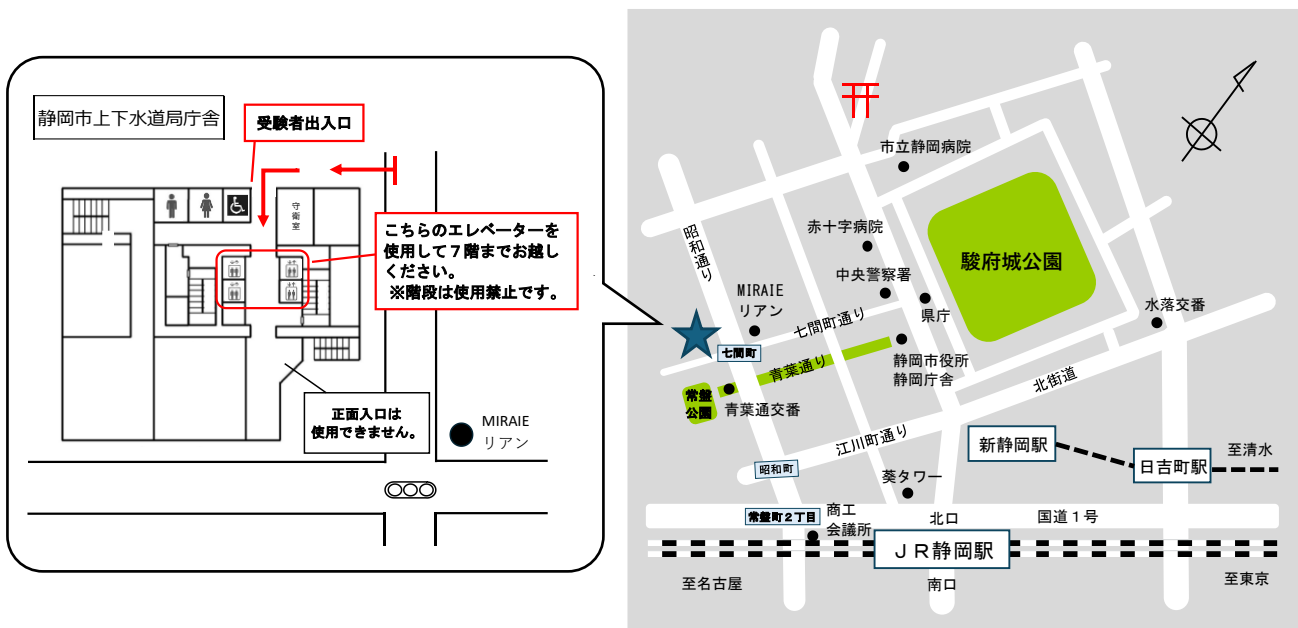 静岡市上下水道局庁舎
受験者出入口
守衛室
こちらのエレベーターを
使用して７階までお越し
ください。
※階段は使用禁止です。
正面入口は
使用できません。
MIRAIE
リアン
市立静岡病院
赤十字病院
中央警察署
県庁
駿府城公園
昭和通り
MIRAIE
リアン
七間町通り
水落交番
七間町
青葉通り
静岡市役所
静岡庁舎
北街道
常盤
公園
青葉通交番
江川町通り
新静岡駅
日吉町駅
至清水
昭和町
葵タワー
常盤町２丁目
商工
会議所
北口
国道１号
ＪＲ静岡駅
至名古屋
南口
至東京